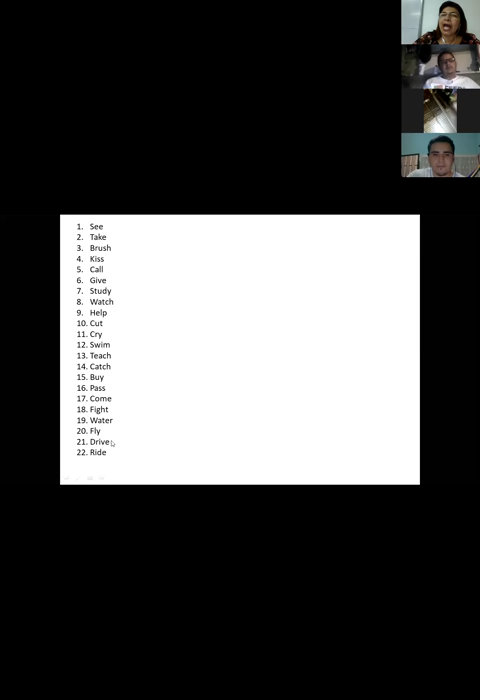 1. See
2. Take
3. Brush
4. Kiss
5. Call
6. Give
7. Study
8. Watch
9. Help
10. Cut
11. Cry
12. Swim
13. Teach
14. Catch
15. Buy
16. Pass
17. Come
18. Fight
19. Water
20. Fly
21. Drive
22. Ride